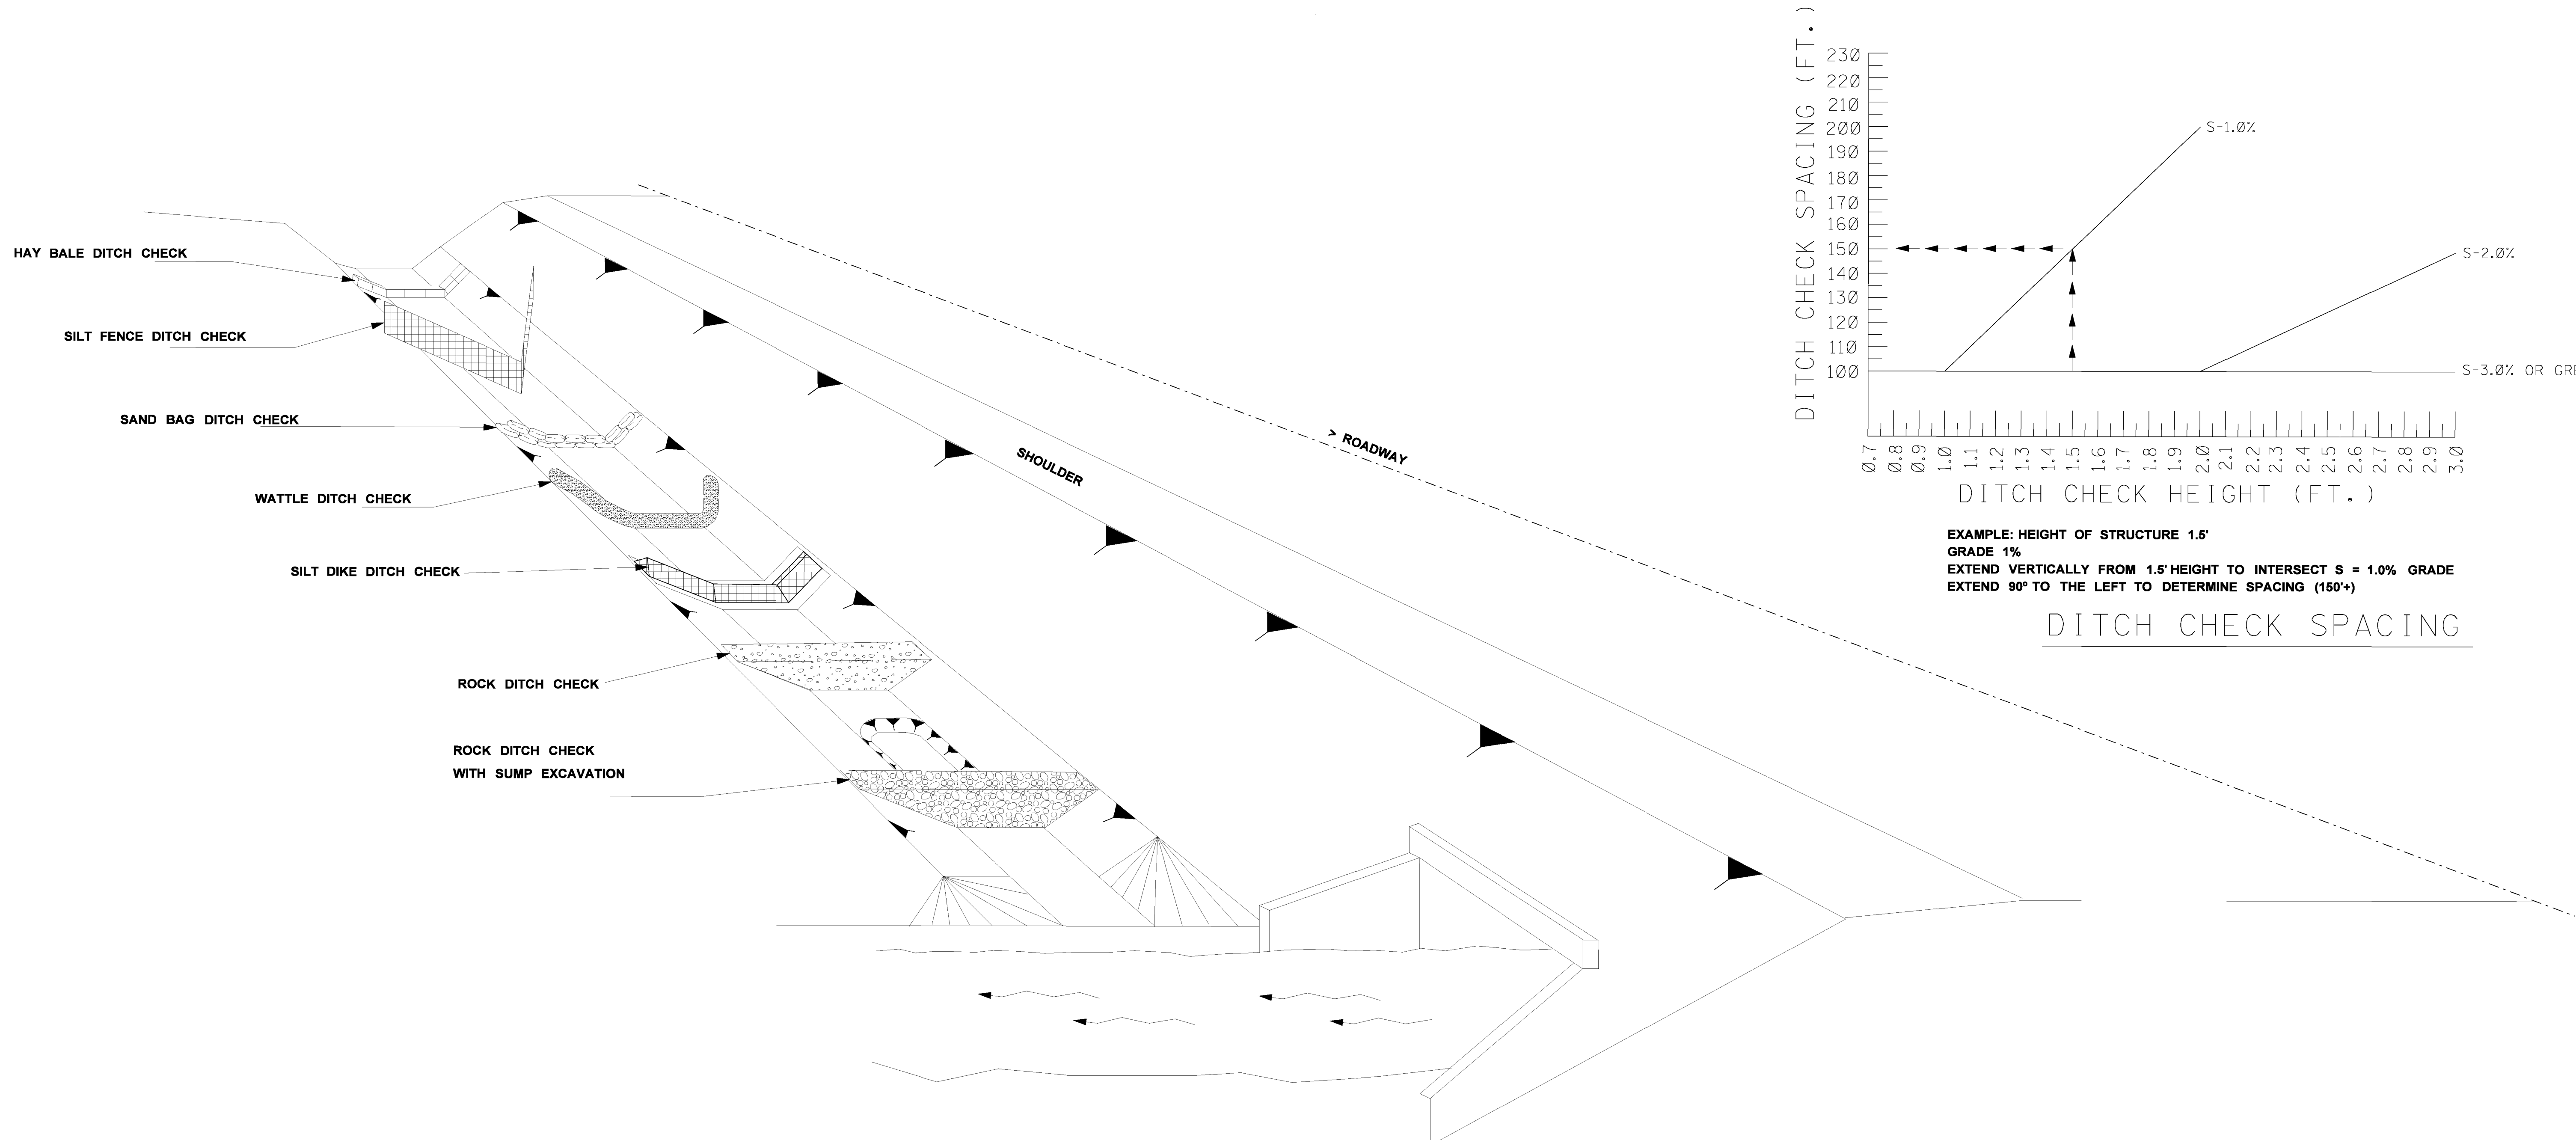 HAY BALE DITCH CHECK
SILT FENCE DITCH CHECK
SAND BAG DITCH CHECK
WATTLE DITCH CHECK
SILT DIKE DITCH CHECK
ROCK DITCH CHECK
ROCK DITCH CHECK
WITH SUMP EXCAVATION
SHOULDER
> ROADWAY
DITCH CHECK SPACING (FT.)
230
220
210
200
190
180
170
160
150
140
130
120
110
100
S-1.0%
S-2.0%
S-3.0% OR GRE
0.7 0.8 0.9 1.0 1.1 1.2 1.3 1.4 1.5 1.6 1.7 1.8 1.9 2.0 2.1 2.2 2.3 2.4 2.5 2.6 2.7 2.8 2.9 3.0
DITCH CHECK HEIGHT (FT.)
EXAMPLE: HEIGHT OF STRUCTURE 1.5'
GRADE 1%
EXTEND VERTICALLY FROM 1.5' HEIGHT TO INTERSECT S = 1.0% GRADE
EXTEND 90° TO THE LEFT TO DETERMINE SPACING (150'+)
DITCH CHECK SPACING